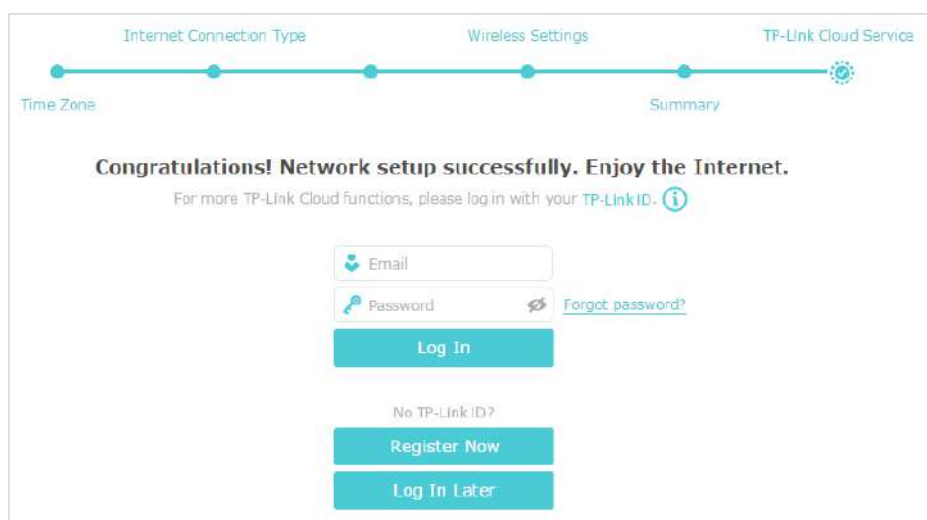 Internet Connection Type Wireless Settings TP-Link Cloud Service
Time Zone Summary
Congratulations! Network setup successfully. Enjoy the Internet.
For more TP-Link Cloud functions, please log in with your TP-Link ID.
Email
Password Forgot password?
Log In
No TP-Link ID?
Register Now
Log In Later